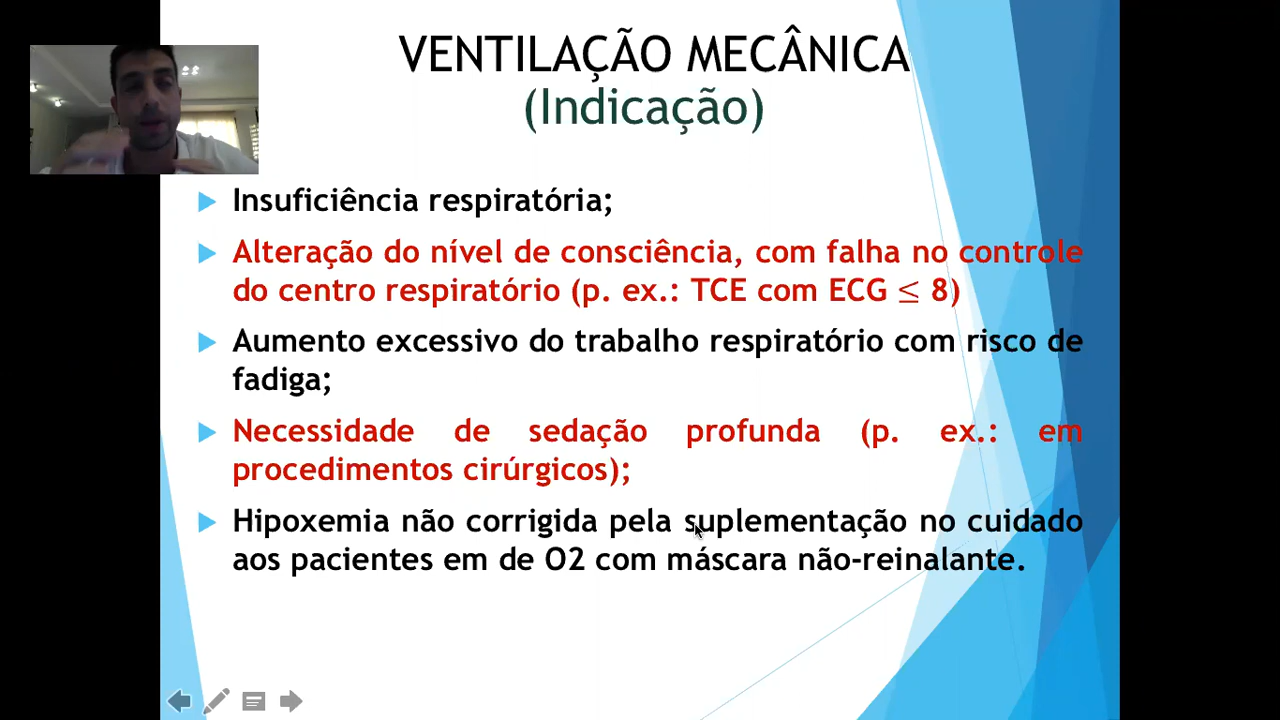 VENTILAÇÃO MECÂNICA
(Indicação)
Insuficiência respiratória;
Alteração do nível de consciência, com falha no controle
do centro respiratório (p. ex.: TCE com ECG ≤ 8)
Aumento excessivo do trabalho respiratório com risco de
fadiga;
Necessidade de sedação profunda (p. ex.: em
procedimentos cirúrgicos);
Hipoxemia não corrigida pela suplementação no cuidado
aos pacientes em de O2 com máscara não-reinalante.